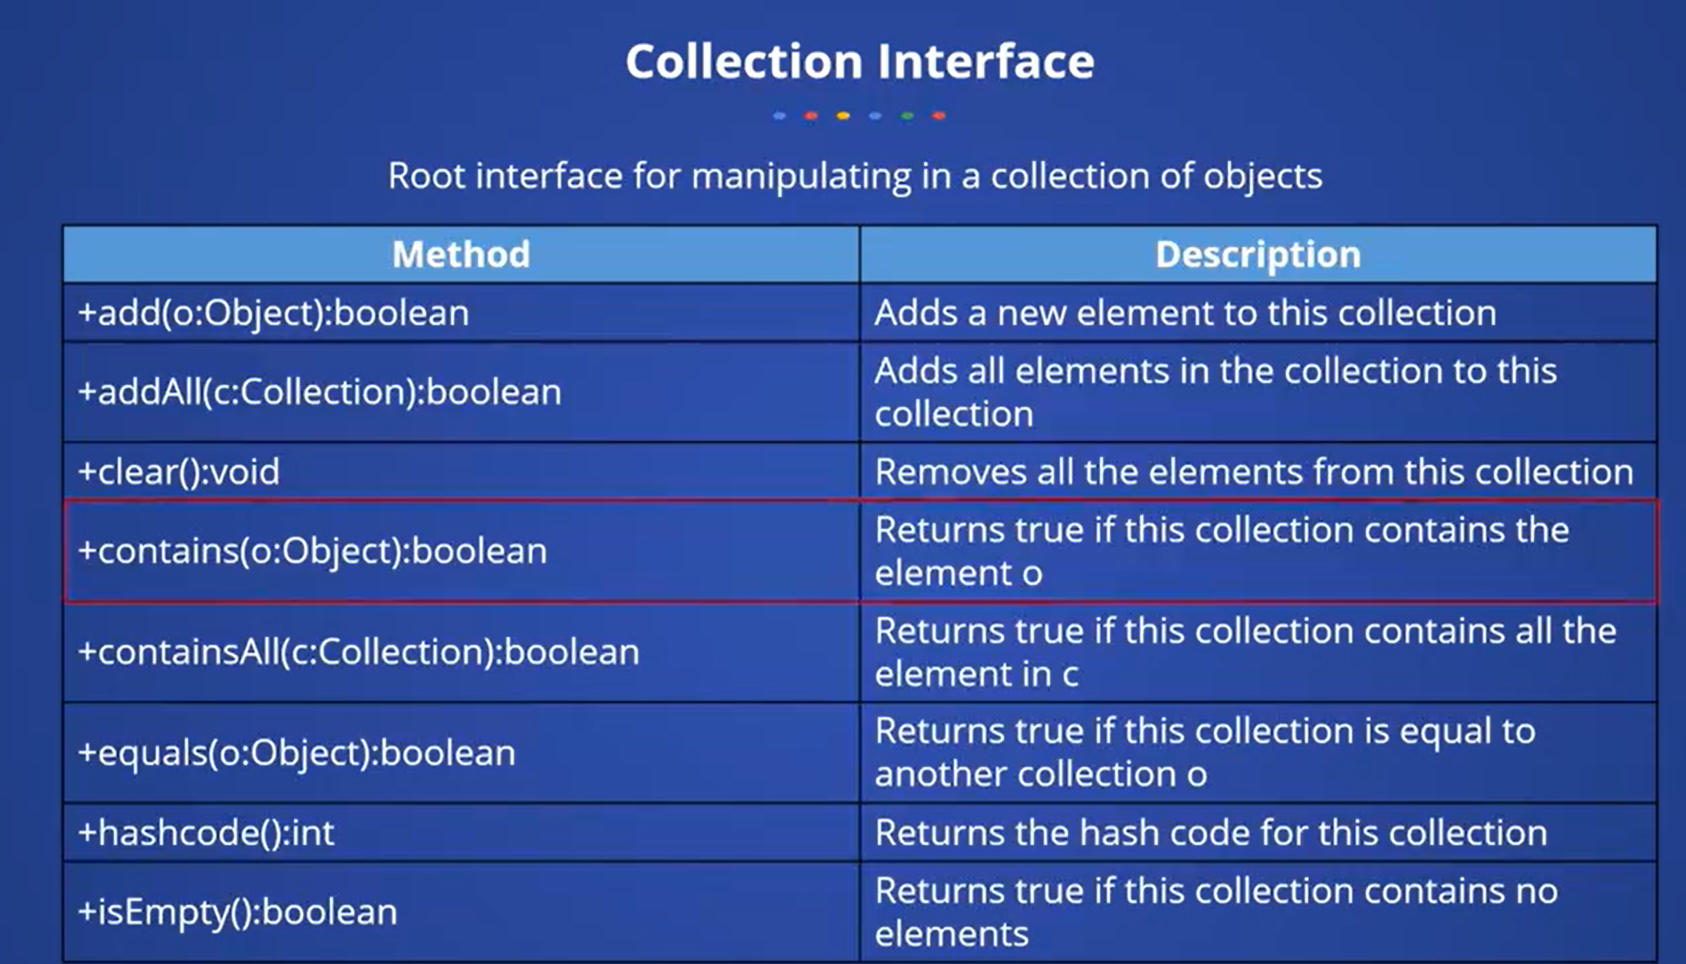 Collection Interface
Root interface for manipulating in a collection of objects
Method
Description
+add(o:Object):boolean
Adds a new element to this collection
+addAll(c:Collection):boolean
Adds all elements in the collection to this
collection
+clear():void
Removes all the elements from this collection
+contains(o:Object):boolean
Returns true if this collection contains the
element o
+containsAll(c:Collection):boolean
Returns true if this collection contains all the
element in c
+equals(o:Object):boolean
Returns true if this collection is equal to
another collection o
+hashcode():int
Returns the hash code for this collection
+isEmpty():boolean
Returns true if this collection contains no
elements